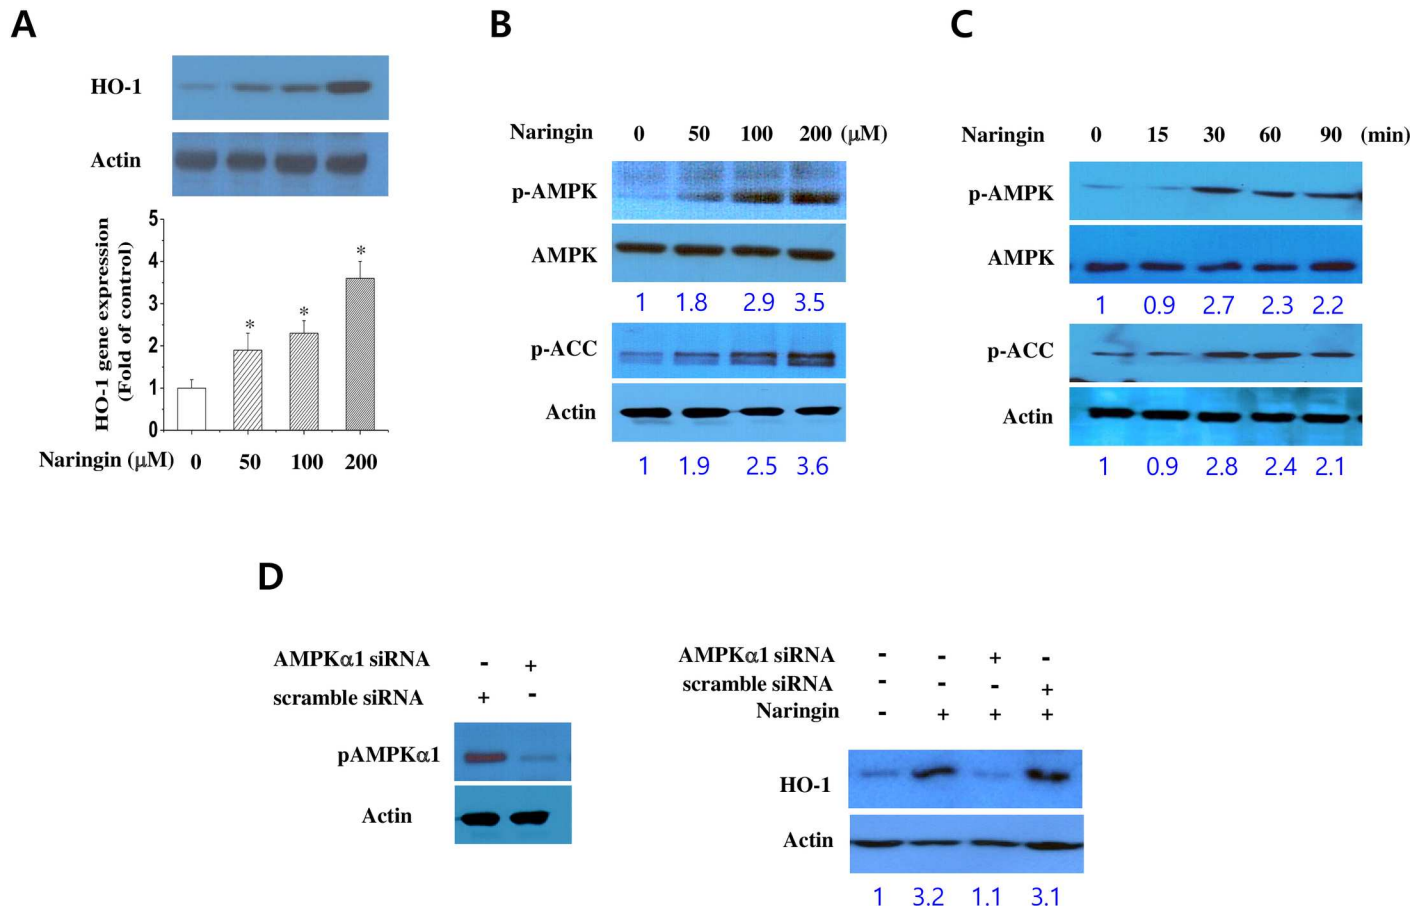 A
HO-1
Actin
HO-1 gene expression
(Fold of control)
5
4
3
2
1
0
*
*
*
Naringin (μM) 0 50 100 200
B
Naringin 0 50 100 200 (μM)
p-AMPK
AMPK
1 1.8 2.9 3.5
p-ACC
Actin
1 1.9 2.5 3.6
C
Naringin 0 15 30 60 90 (min)
p-AMPK
AMPK
1 0.9 2.7 2.3 2.2
p-ACC
Actin
1 0.9 2.8 2.4 2.1
D
AMPKα1 siRNA - +
scramble siRNA + -
pAMPKα1
Actin
AMPKα1 siRNA - - + -
scramble siRNA - - - +
Naringin - + + +
HO-1
Actin
1 3.2 1.1 3.1